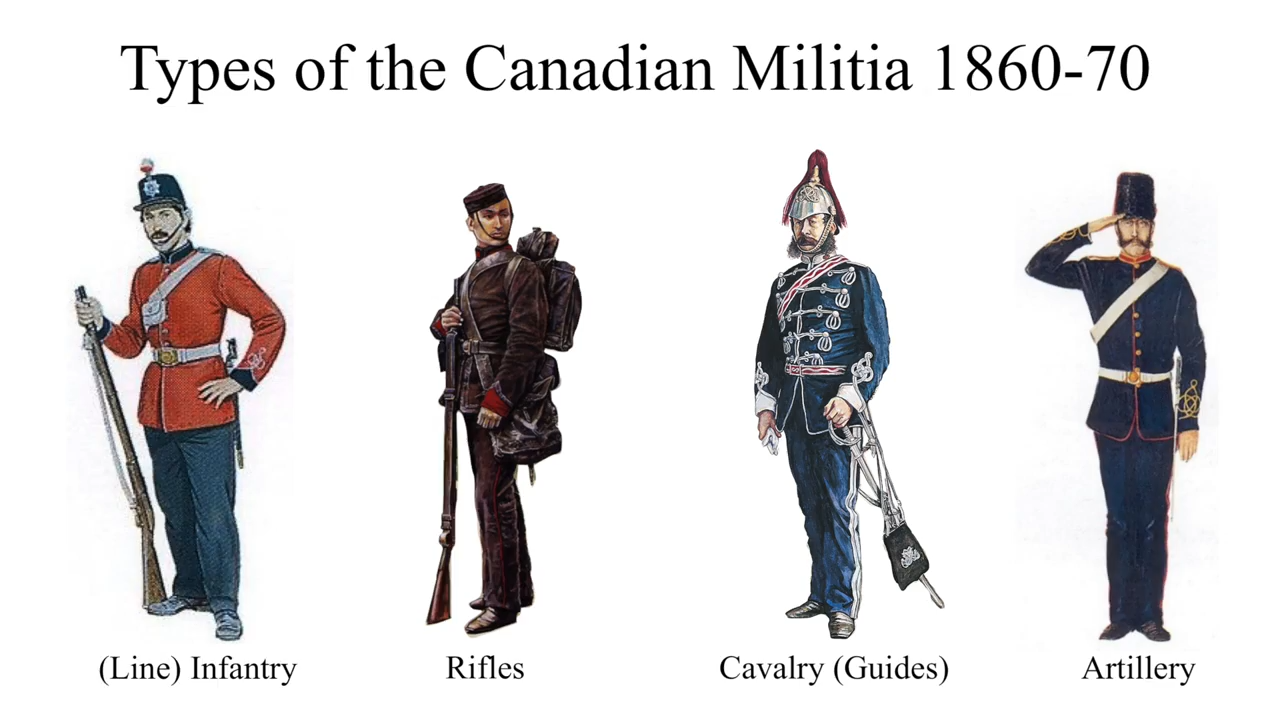 Types of the Canadian Militia 1860-70
(Line) Infantry
Rifles
Cavalry (Guides)
Artillery